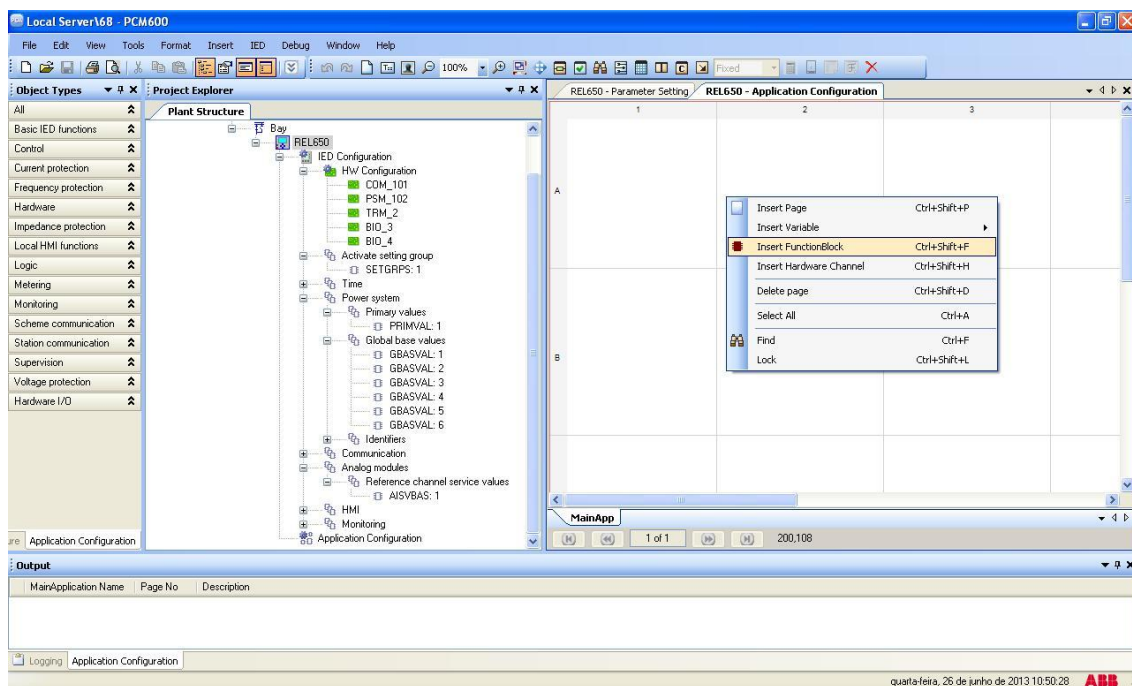 Local Server\68 - PCM600
File Edit View Tools Format Insert IED Debug Window Help
100% Fixed
Object Types
All
Basic IED functions
Control
Current protection
Frequency protection
Hardware
Impedance protection
Local HMI functions
Logic
Metering
Monitoring
Scheme communication
Station communication
Supervision
Voltage protection
Hardware I/O
ure Application Configuration
Project Explorer
Plant Structure
Bay
REL650
IED Configuration
HW Configuration
COM_101
PSM_102
TRM_2
BIO_3
BIO_4
Activate setting group
SETGRPS: 1
Time
Power system
Primary values
PRIMVAL: 1
Global base values
GBASVAL: 1
GBASVAL: 2
GBASVAL: 3
GBASVAL: 4
GBASVAL: 5
GBASVAL: 6
Identifiers
Communication
Analog modules
Reference channel service values
AISVBAS: 1
HMI
Monitoring
Application Configuration
REL650 - Parameter Setting REL650 - Application Configuration
1 2 3
A
B
Insert Page Ctrl+Shift+P
Insert Variable
Insert FunctionBlock Ctrl+Shift+F
Insert Hardware Channel Ctrl+Shift+H
Delete page Ctrl+Shift+D
Select All Ctrl+A
Find Ctrl+F
Lock Ctrl+Shift+L
MainApp
1 of 1 200,108
Output
MainApplication Name Page No Description
Logging Application Configuration
quarta-feira, 26 de junho de 2013 10:50:28 ABB